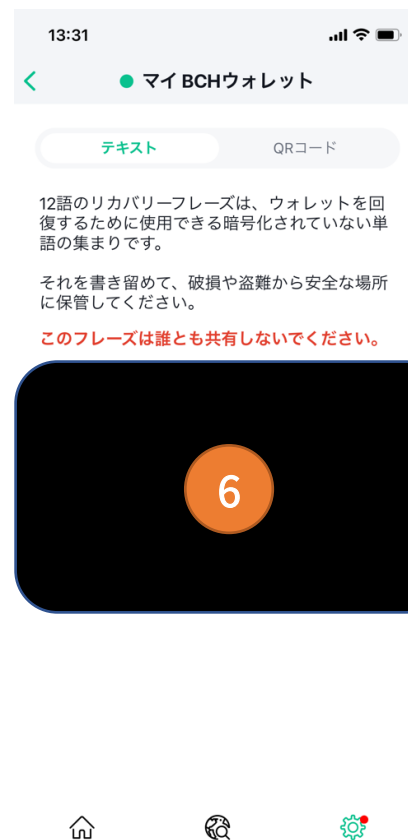 13:31
マイ BCHウォレット
テキスト
QRコード
12語のリカバリーフレーズは、ウォレットを回
復するために使用できる暗号化されていない単
語の集まりです。
それを書き留めて、破損や盗難から安全な場所
に保管してください。
このフレーズは誰とも共有しないでください。
6